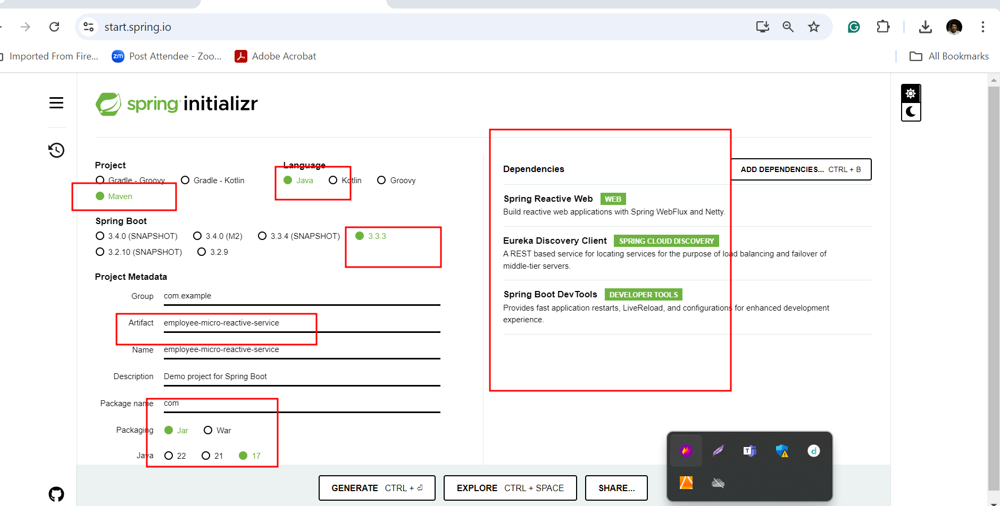 start.spring.io
Imported From Fire...
zm Post Attendee - Zoo...
Adobe Acrobat
All Bookmarks
spring initializr
Project
Gradle - Groovy
Gradle - Kotlin
Maven
Language
Java
Kotlin
Groovy
Spring Boot
3.4.0 (SNAPSHOT)
3.4.0 (M2)
3.3.4 (SNAPSHOT)
3.3.3
3.2.10 (SNAPSHOT)
3.2.9
Project Metadata
Group com.example
Artifact employee-micro-reactive-service
Name employee-micro-reactive-service
Description Demo project for Spring Boot
Package name com
Packaging Jar War
Java 22 21 17
Dependencies
ADD DEPENDENCIES... CTRL + B
Spring Reactive Web WEB
Build reactive web applications with Spring WebFlux and Netty.
Eureka Discovery Client SPRING CLOUD DISCOVERY
A REST based service for locating services for the purpose of load balancing and failover of
middle-tier servers.
Spring Boot DevTools DEVELOPER TOOLS
Provides fast application restarts, LiveReload, and configurations for enhanced development
experience.
GENERATE CTRL + ⏎
EXPLORE CTRL + SPACE
SHARE...